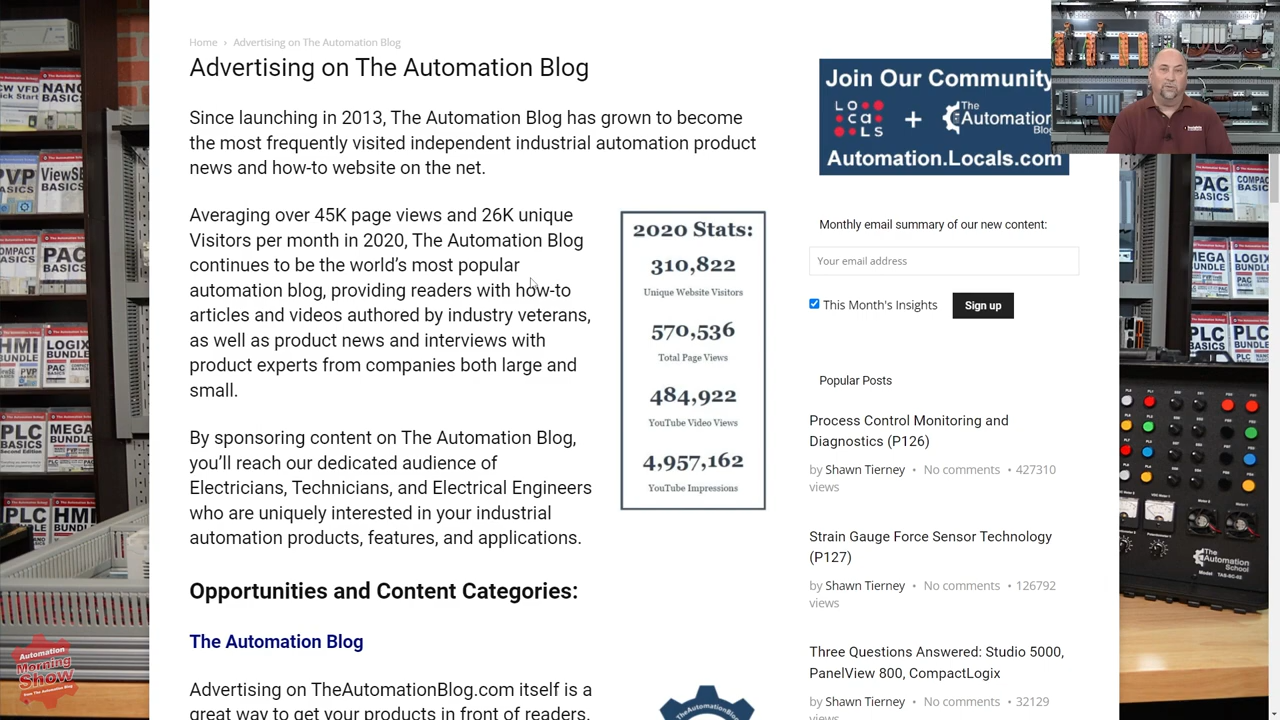 Home › Advertising on The Automation Blog
Advertising on The Automation Blog
Since launching in 2013, The Automation Blog has grown to become
the most frequently visited independent industrial automation product
news and how-to website on the net.
Averaging over 45K page views and 26K unique
Visitors per month in 2020, The Automation Blog
continues to be the world's most popular
automation blog, providing readers with how-to
articles and videos authored by industry veterans,
as well as product news and interviews with
product experts from companies both large and
small.
By sponsoring content on The Automation Blog,
you'll reach our dedicated audience of
Electricians, Technicians, and Electrical Engineers
who are uniquely interested in your industrial
automation products, features, and applications.
Opportunities and Content Categories:
The Automation Blog
Advertising on TheAutomationBlog.com itself is a
great way to get your products in front of readers.
2020 Stats:
310,822
Unique Website Visitors
570,536
Total Page Views
484,922
YouTube Video Views
4,957,162
YouTube Impressions
TheAutomationBlog
Join Our Community
LOCALS + The Automation Blog
Automation.Locals.com
Monthly email summary of our new content:
Your email address
This Month's Insights
Sign up
Popular Posts
Process Control Monitoring and
Diagnostics (P126)
by Shawn Tierney • No comments • 427310
views
Strain Gauge Force Sensor Technology
(P127)
by Shawn Tierney • No comments • 126792
views
Three Questions Answered: Studio 5000,
PanelView 800, CompactLogix
by Shawn Tierney • No comments • 32129
views
VFD
Start
NANO
BASICS
PVP
BASICS
ViewSE
BASICS
COMPACT
BASICS
PAC
BASICS
HMI
BUNDLE
LOGIX
BUNDLE
PLC
BASICS
Second Edition
MEGA
BUNDLE
PLC
HMI
Automation
Morning
Show
from The Automation Blog
PAC
BASICS
COMPACT
BASICS
MEGA
BUNDLE
LOGIX
BUNDLE
PLC
BASICS
PLC
BASICS
The
Automation
School